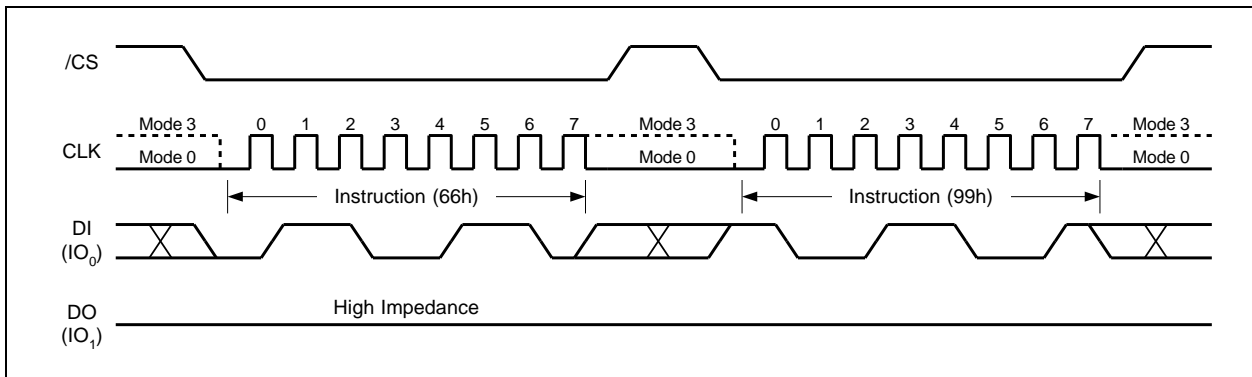 /CS
Mode 3 0 1 2 3 4 5 6 7 Mode 3 0 1 2 3 4 5 6 7 Mode 3
CLK Mode 0 Mode 0 Mode 0
Instruction (66h) Instruction (99h)
DI
(IO0)
High Impedance
DO
(IO1)